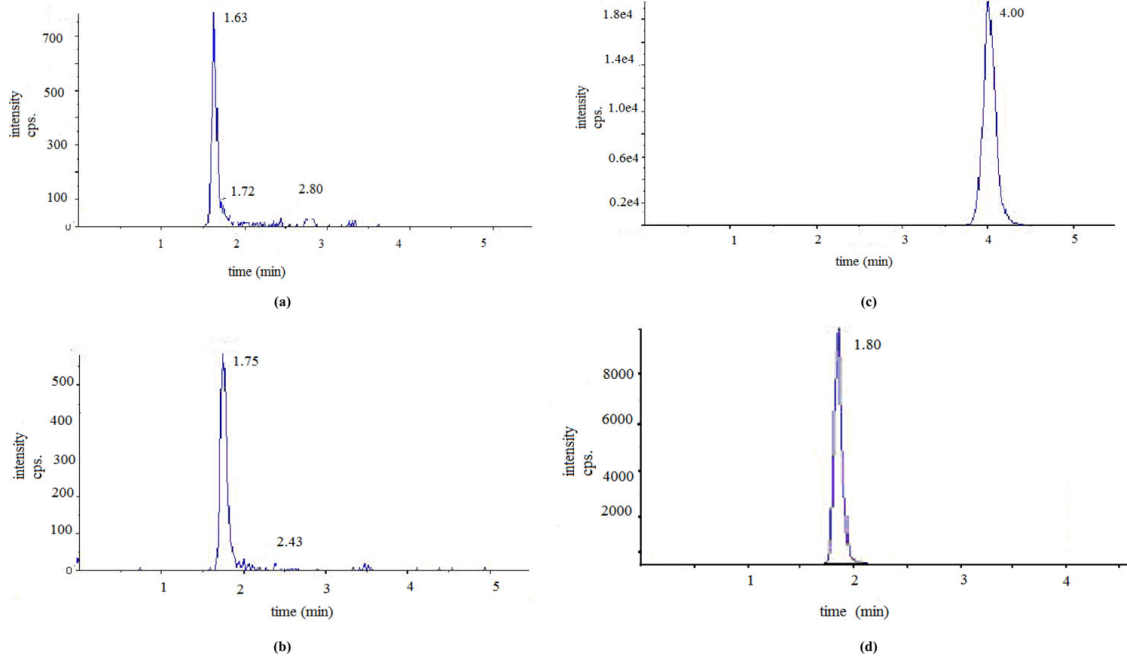 1.63
700
500
300
100
0
1.72
2.80
intensity
cps.
1
2
3
4
5
time (min)
(a)
4.00
1.8e4
1.4e4
1.0e4
0.6e4
0.2e4
intensity
cps.
1
2
3
4
5
time (min)
(c)
1.75
500
400
300
200
100
0
2.43
intensity
cps.
1
2
3
4
5
time (min)
(b)
1.80
8000
6000
4000
2000
intensity
cps.
1
2
3
4
time (min)
(d)